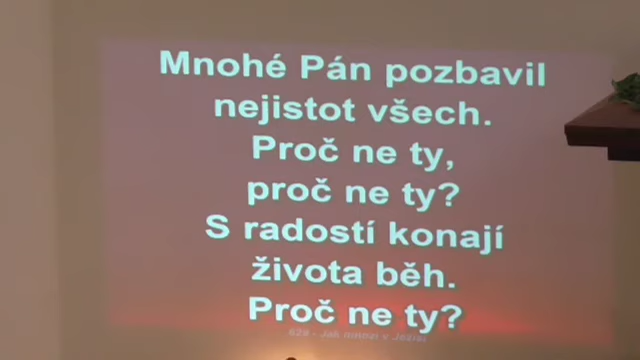 Mnohé Pán pozbavil
nejistot všech.
Proč ne ty,
proč ne ty?
S radostí konají
života běh.
Proč ne ty?